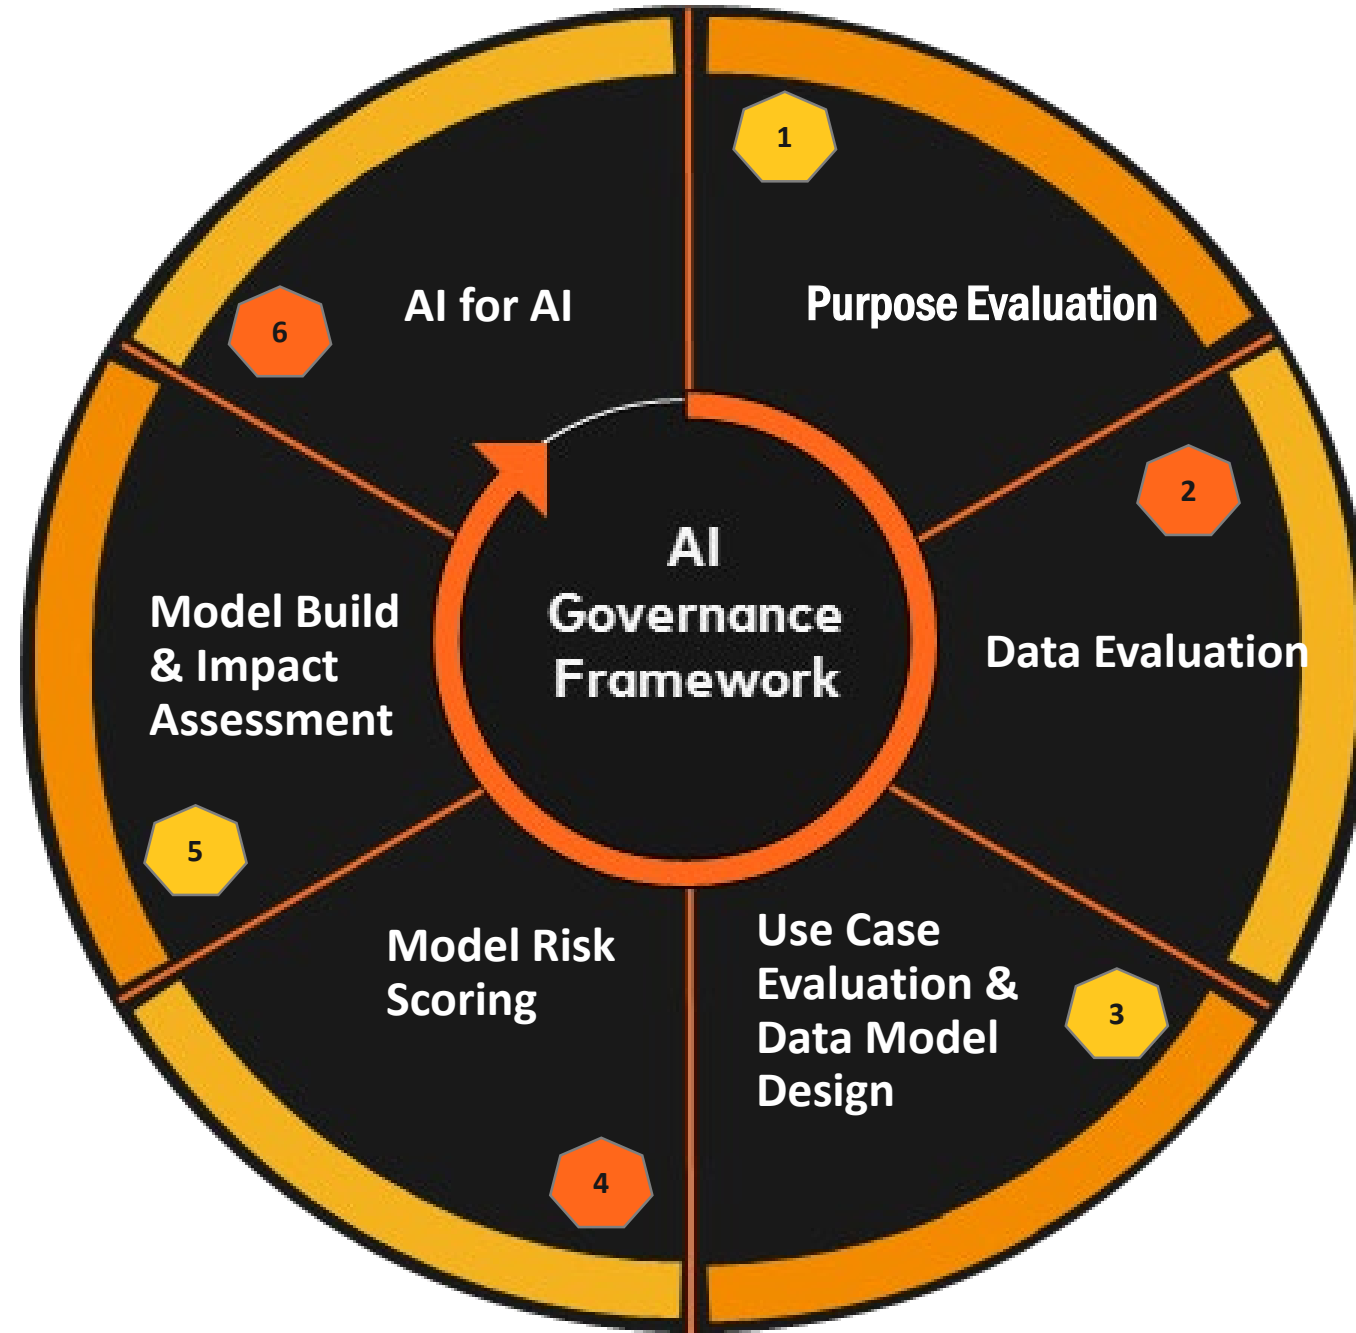 AI
Governance
Framework
1
Purpose Evaluation
2
Data Evaluation
3
Use Case
Evaluation &
Data Model
Design
4
Model Risk
Scoring
5
Model Build
& Impact
Assessment
6
AI for AI